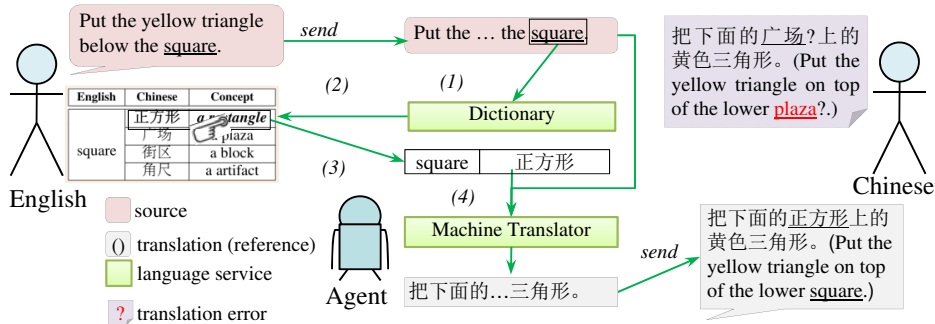 Put the yellow triangle
below the square.
send
Put the … the square.
把下面的广场?上的
黄色三角形。(Put the
yellow triangle on top
of the lower plaza?.)
(1)
(2)
Dictionary
English Chinese Concept
square
正方形 a rectangle
广场 a plaza
街区 a block
角尺 a artifact
(3)
square 正方形
(4)
English
Chinese
source
() translation (reference)
language service
? translation error
Agent
Machine Translator
把下面的…三角形。
send
把下面的正方形上的
黄色三角形。(Put the
yellow triangle on top
of the lower square.)